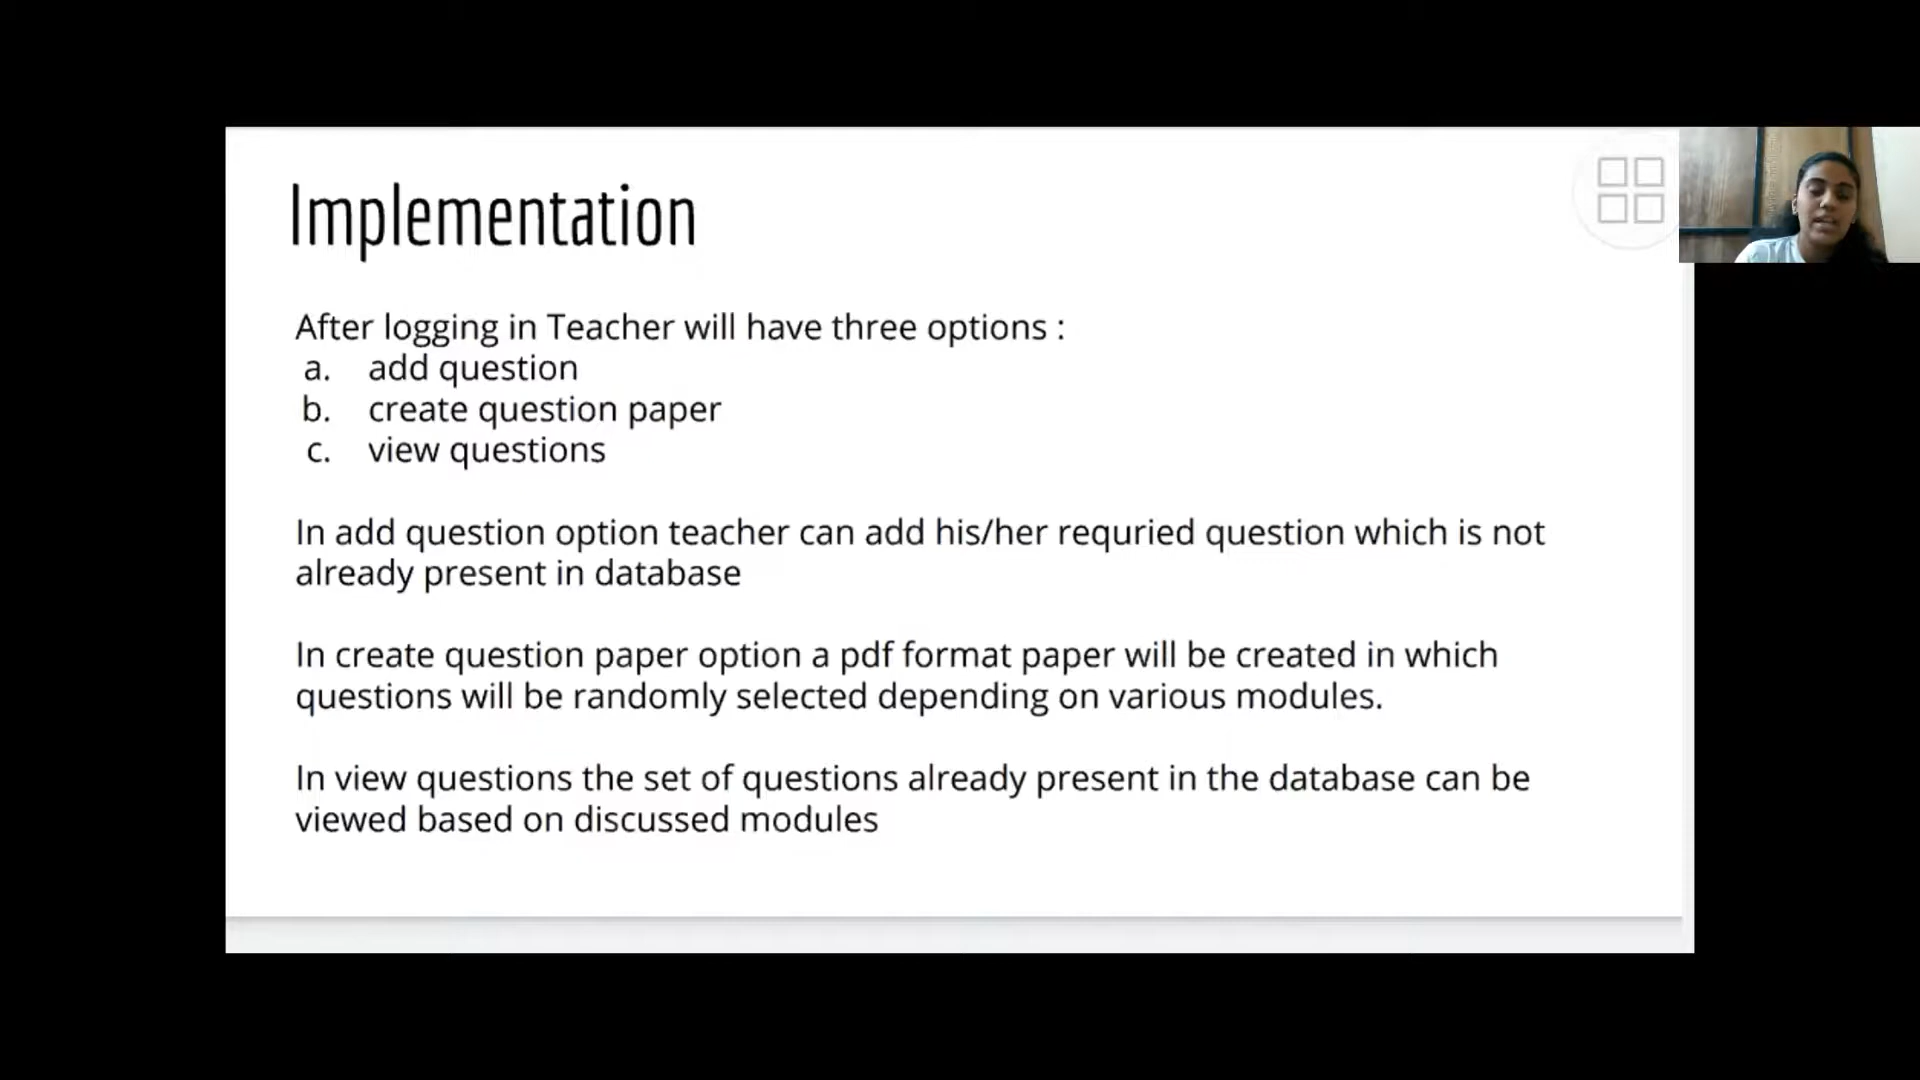 Implementation
After logging in Teacher will have three options :
a. add question
b. create question paper
c. view questions
In add question option teacher can add his/her requried question which is not
already present in database
In create question paper option a pdf format paper will be created in which
questions will be randomly selected depending on various modules.
In view questions the set of questions already present in the database can be
viewed based on discussed modules